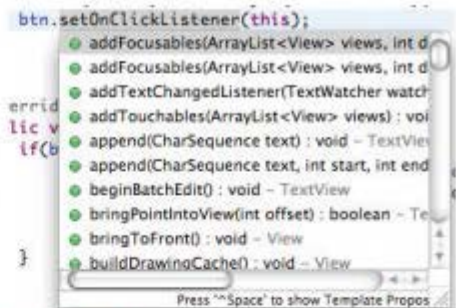 btn.setOnClickListener(this);
addFocusables(ArrayList<View> views, int d
addFocusables(ArrayList<View> views, int d
addTextChangedListener(TextWatcher watch
errid
addTouchables(ArrayList<View> views) : voi
lic v
append(CharSequence text) : void – TextVie
if(b
append(CharSequence text, int start, int end
beginBatchEdit() : void – TextView
bringPointIntoView(int offset) : boolean – Te
bringToFront() : void – View
}
buildDrawingCache() : void – View
Press '^Space' to show Template Propos